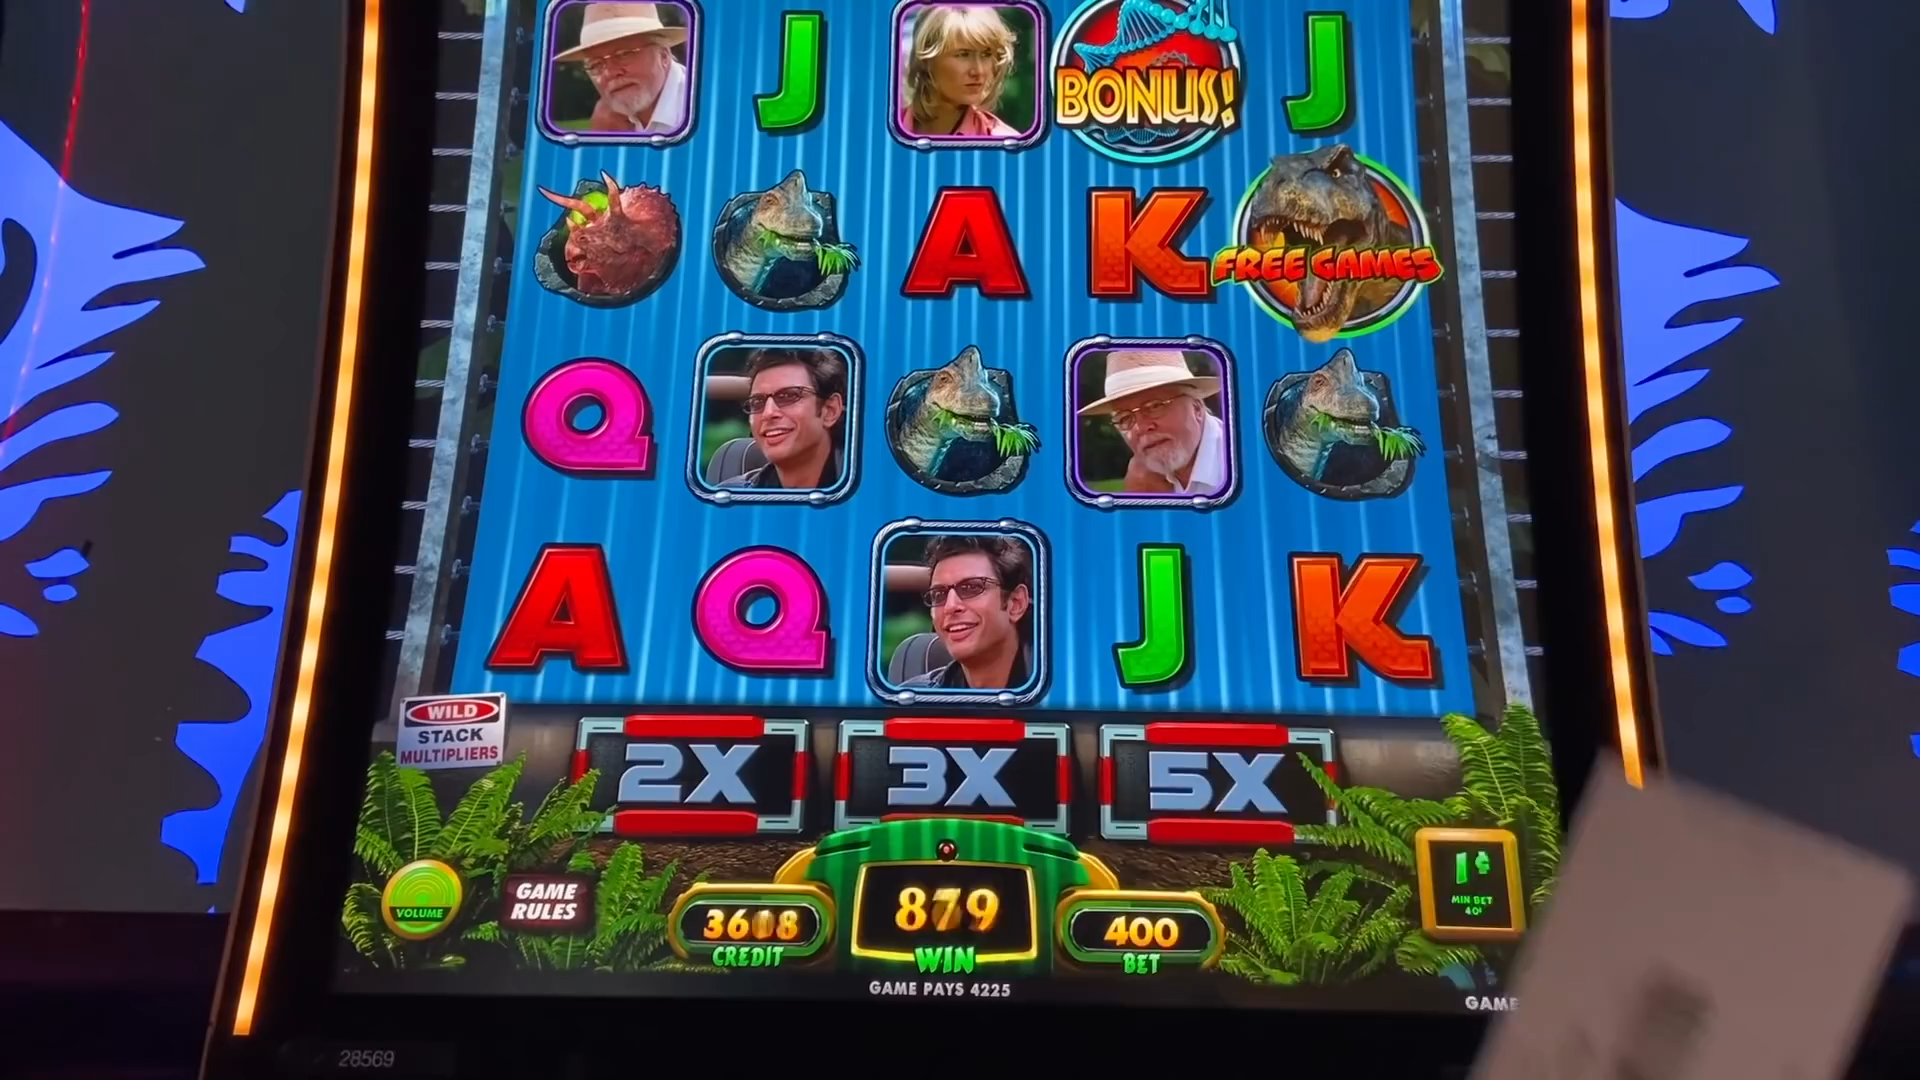 J
BONUS!
J
A
K
FREE GAMES
Q
A
Q
J
K
WILD
STACK
MULTIPLIERS
2X
3X
5X
VOLUME
GAME
RULES
3608
CREDIT
879
WIN
400
BET
1¢
MIN BET
40¢
GAME PAYS 4225
GAME
28569